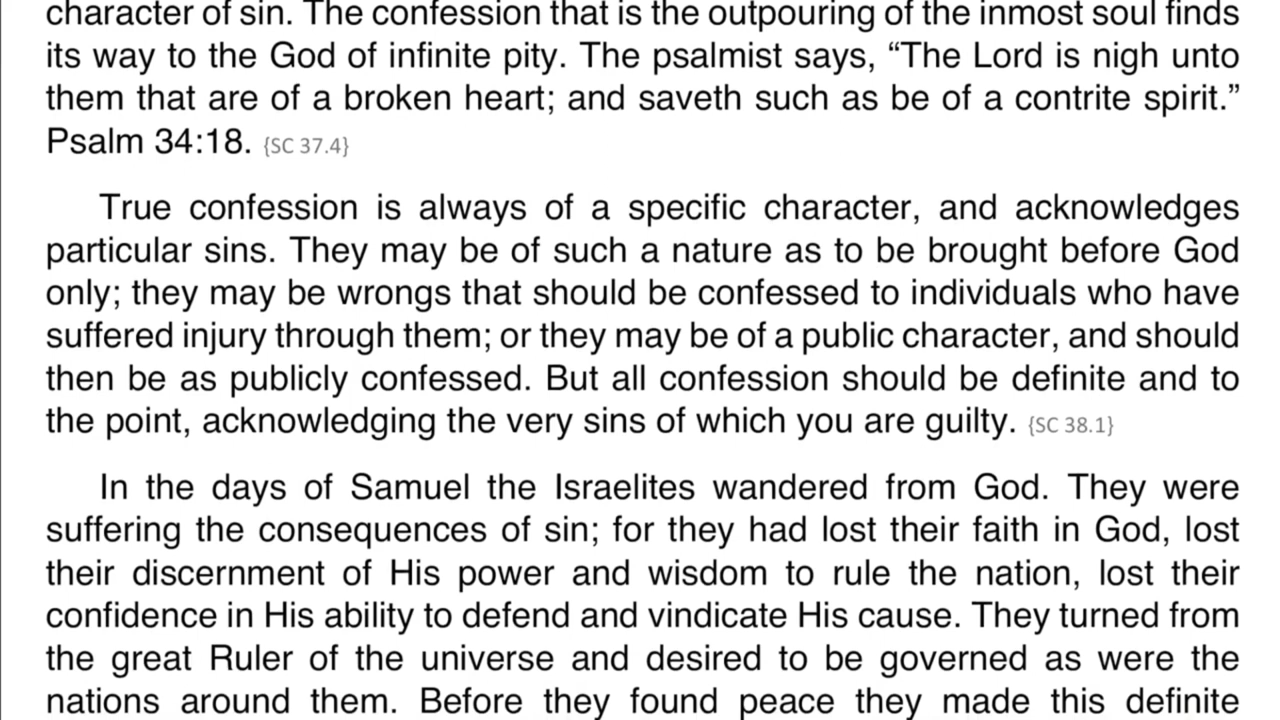 character of sin. The confession that is the outpouring of the inmost soul finds
its way to the God of infinite pity. The psalmist says, “The Lord is nigh unto
them that are of a broken heart; and saveth such as be of a contrite spirit.”
Psalm 34:18. {SC 37.4}
True confession is always of a specific character, and acknowledges
particular sins. They may be of such a nature as to be brought before God
only; they may be wrongs that should be confessed to individuals who have
suffered injury through them; or they may be of a public character, and should
then be as publicly confessed. But all confession should be definite and to
the point, acknowledging the very sins of which you are guilty. {SC 38.1}
In the days of Samuel the Israelites wandered from God. They were
suffering the consequences of sin; for they had lost their faith in God, lost
their discernment of His power and wisdom to rule the nation, lost their
confidence in His ability to defend and vindicate His cause. They turned from
the great Ruler of the universe and desired to be governed as were the
nations around them. Before they found peace they made this definite